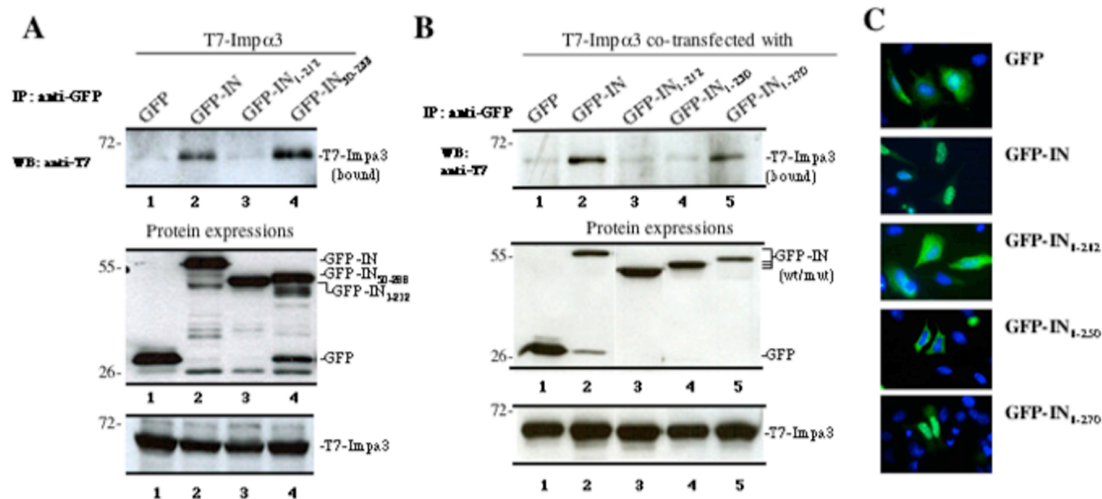 A
T7-Impα3
IP: anti-GFP
GFP
GFP-IN
GFP-IN1-212
GFP-IN50-288
72-
WB: anti-T7
-T7-Impa3
(bound)
1 2 3 4
Protein expressions
55-
-GFP-IN
-GFP-IN50-288
-GFP-IN1-212
-GFP
26-
1 2 3 4
72-
-T7-Impa3
1 2 3 4
B
T7-Impα3 co-transfected with
IP: anti-GFP
GFP
GFP-IN
GFP-IN1-212
GFP-IN1-250
GFP-IN1-270
72-
WB:
anti-T7
-T7-Impa3
(bound)
1 2 3 4 5
Protein expressions
55-
GFP-IN
(wt/mut)
26-
-GFP
1 2 3 4 5
72-
-T7-Impa3
1 2 3 4 5
C
GFP
GFP-IN
GFP-IN1-212
GFP-IN1-250
GFP-IN1-270